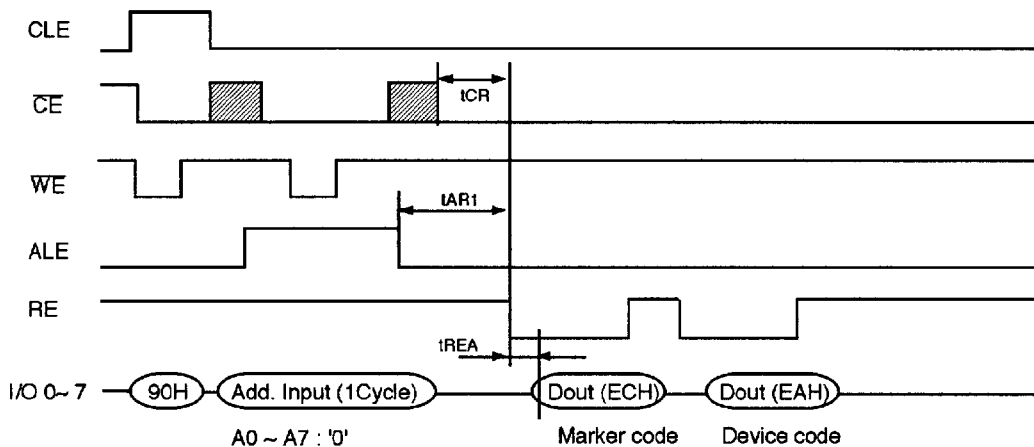 CLE
CE
tCR
WE
tAR1
ALE
RE
tREA
I/O 0~ 7
90H
Add. Input (1Cycle)
Dout (ECH)
Dout (EAH)
A0 ~ A7 : '0'
Marker code
Device code